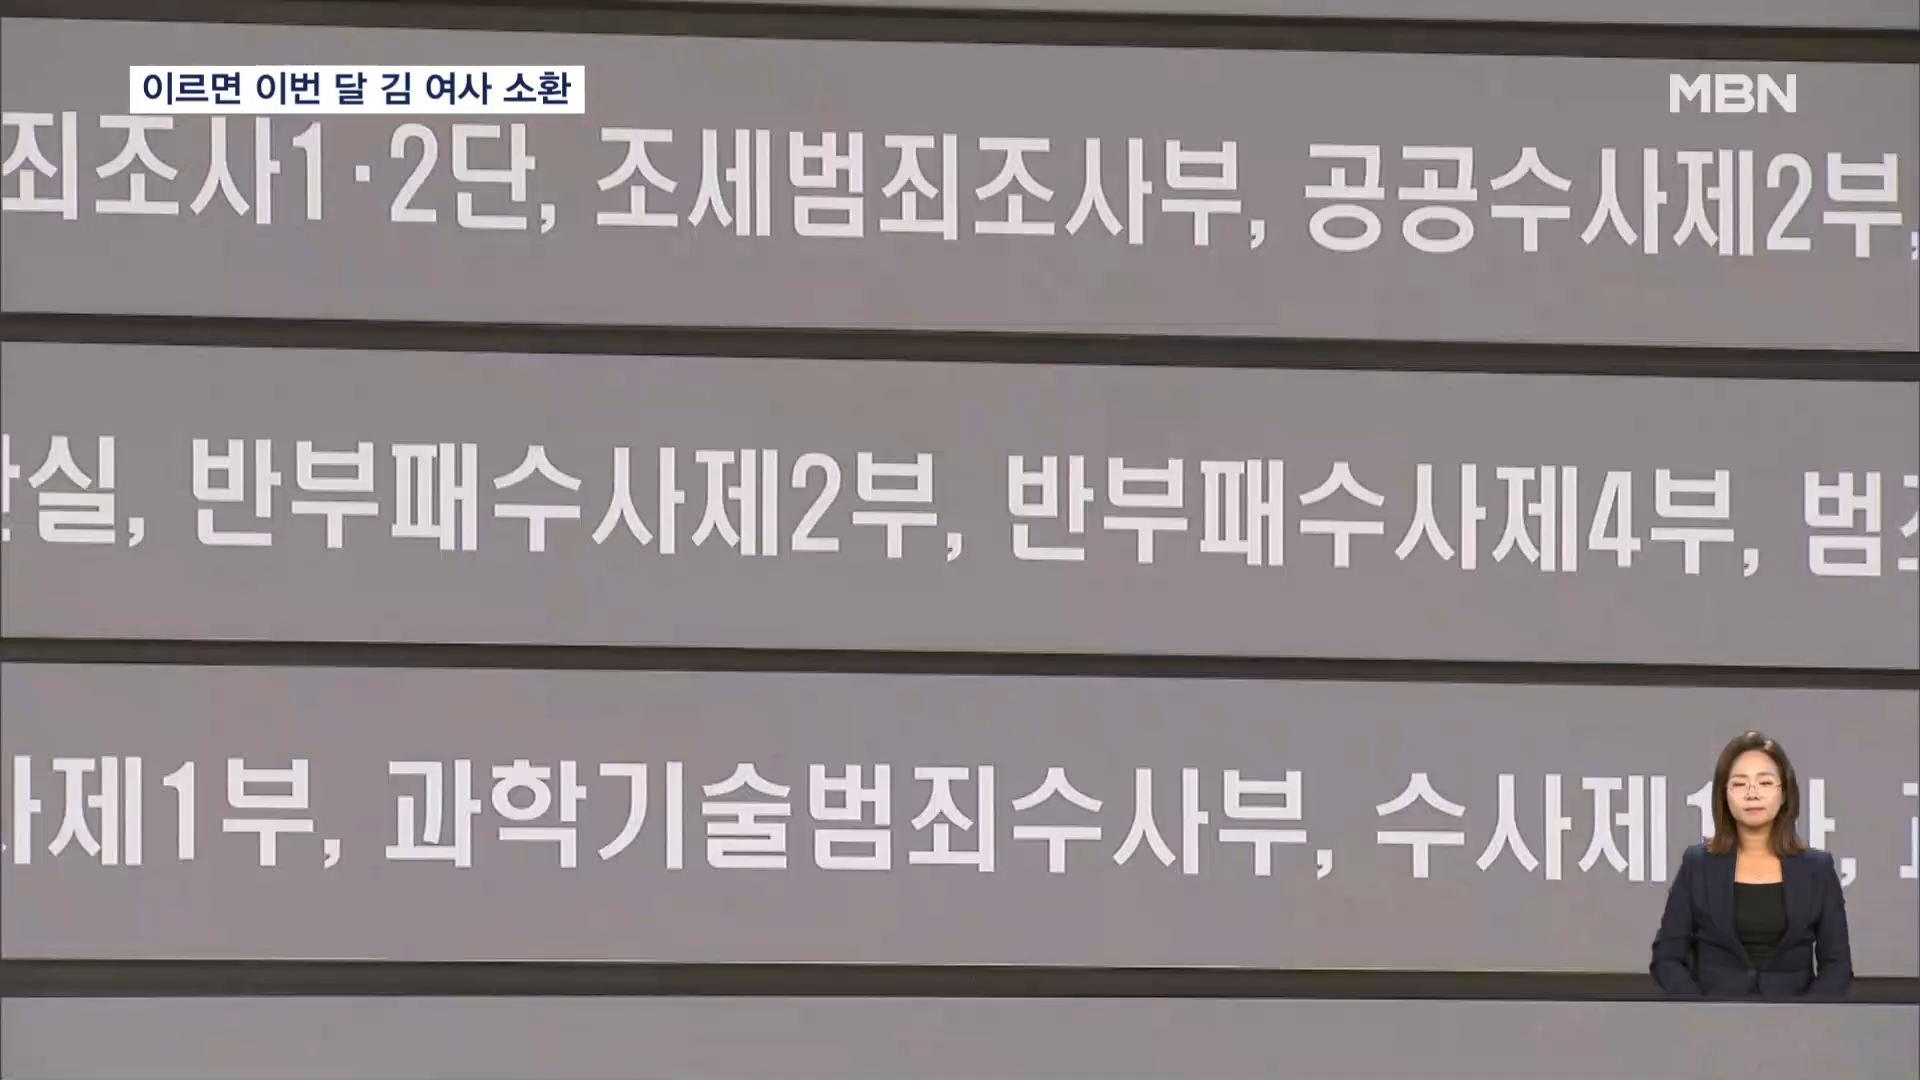 이르면 이번 달 김 여사 소환
MBN
죄조사1·2단, 조세범죄조사부, 공공수사제2부,
실, 반부패수사제2부, 반부패수사제4부, 범
사제1부, 과학기술범죄수사부, 수사제1